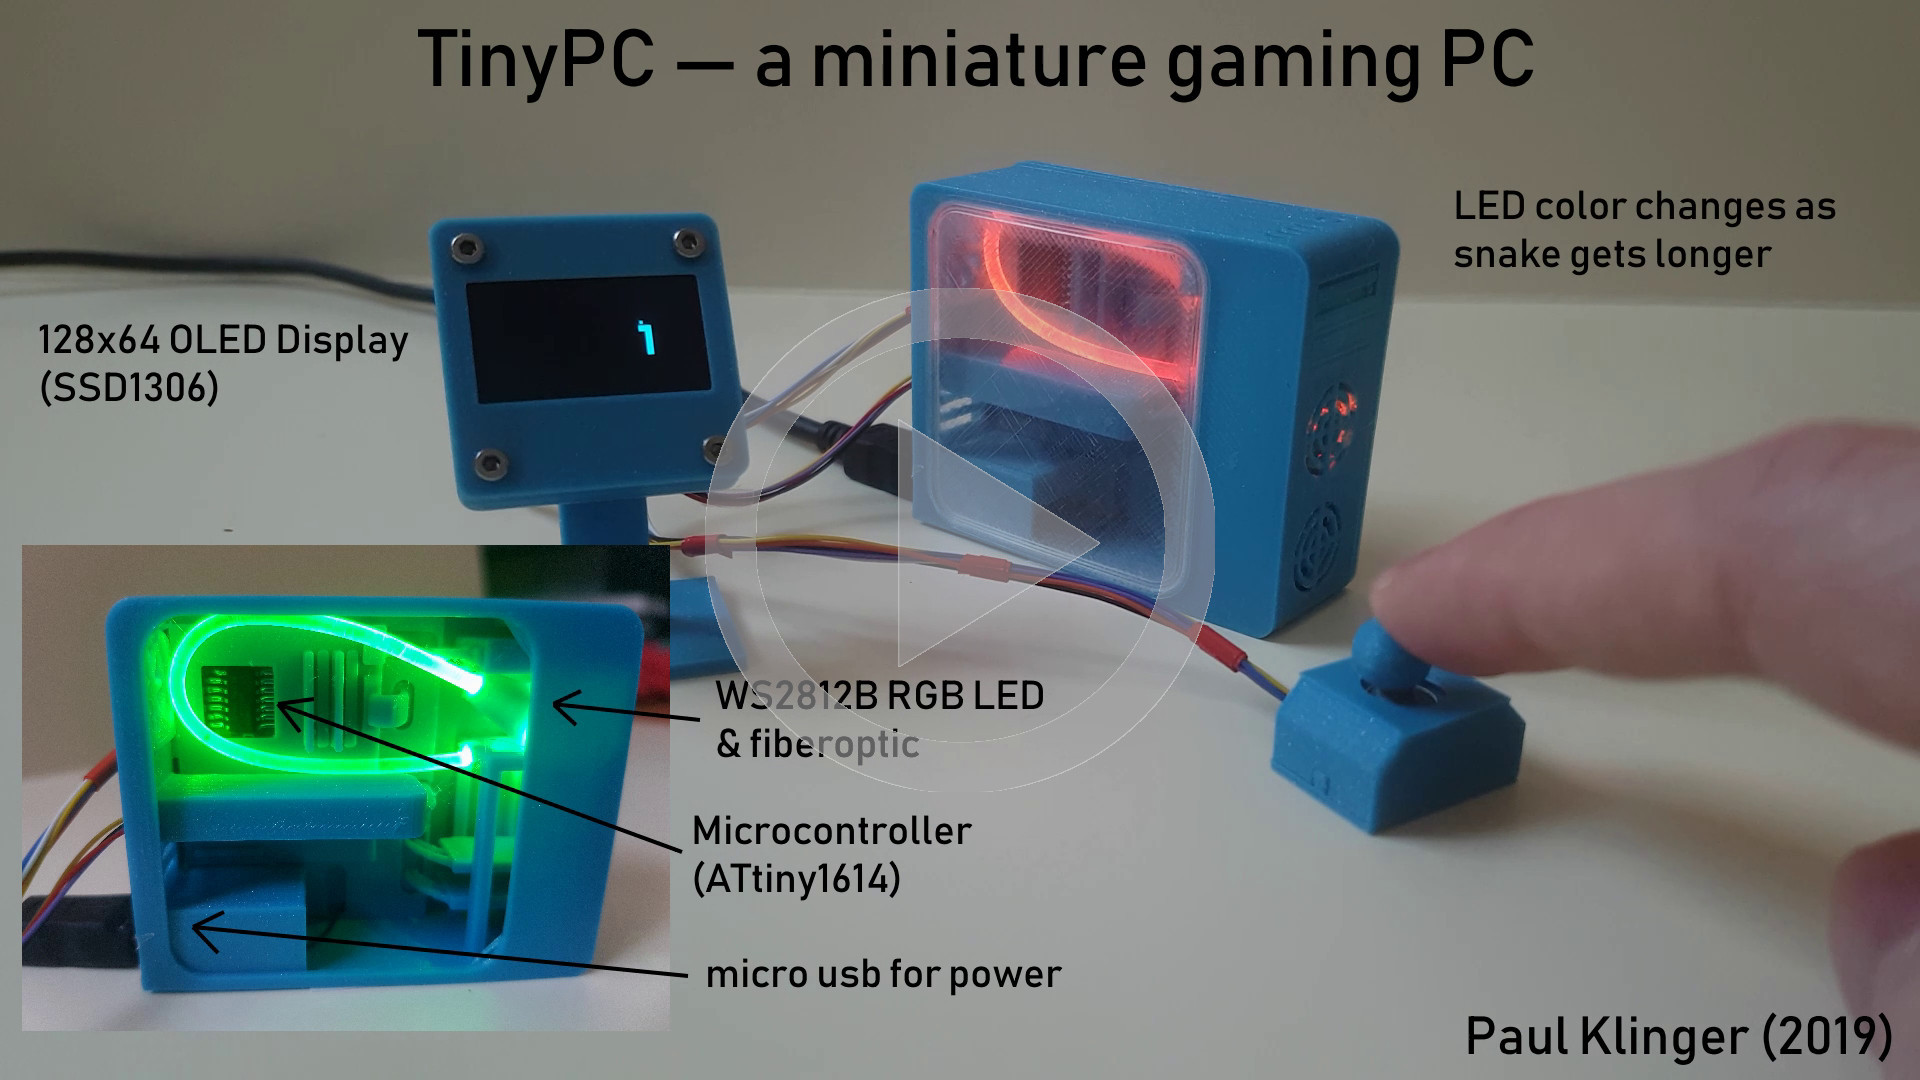 TinyPC — a miniature gaming PC
LED color changes as
snake gets longer
128x64 OLED Display
(SSD1306)
WS2812B RGB LED
& fiberoptic
Microcontroller
(ATtiny1614)
micro usb for power
Paul Klinger (2019)